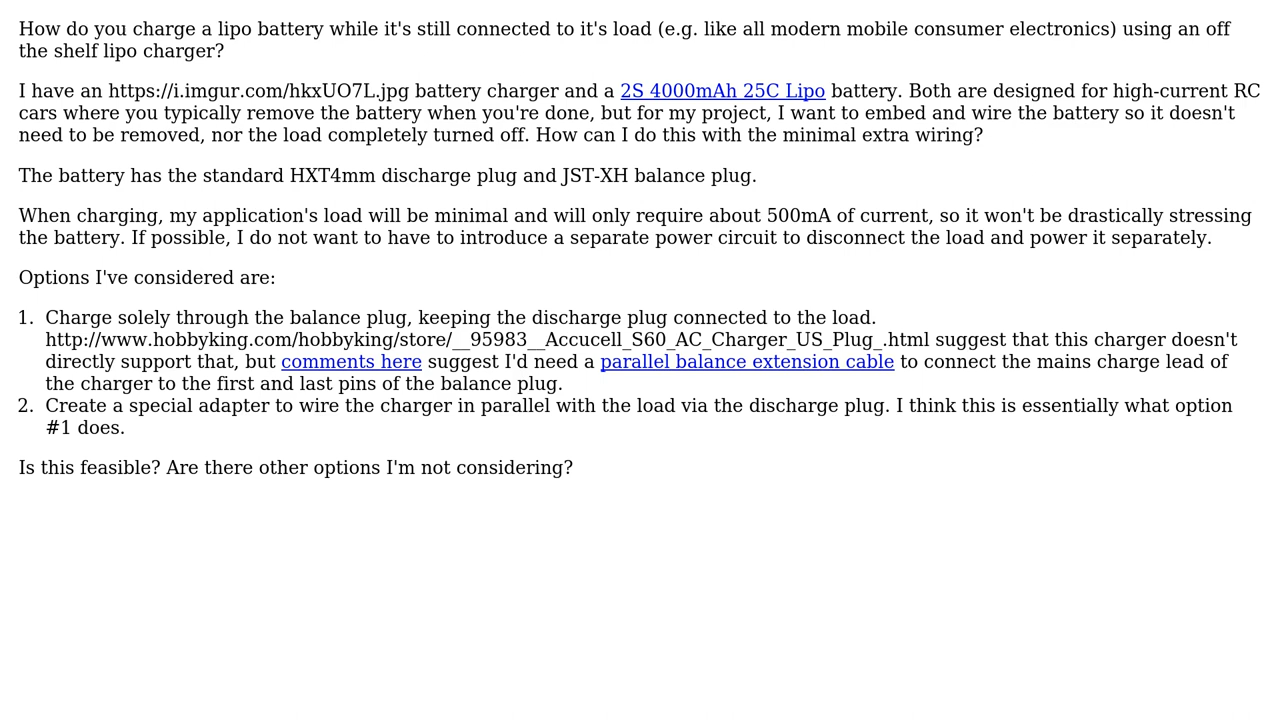 How do you charge a lipo battery while it's still connected to it's load (e.g. like all modern mobile consumer electronics) using an off
the shelf lipo charger?
I have an https://i.imgur.com/hkxUO7L.jpg battery charger and a 2S 4000mAh 25C Lipo battery. Both are designed for high-current RC
cars where you typically remove the battery when you're done, but for my project, I want to embed and wire the battery so it doesn't
need to be removed, nor the load completely turned off. How can I do this with the minimal extra wiring?
The battery has the standard HXT4mm discharge plug and JST-XH balance plug.
When charging, my application's load will be minimal and will only require about 500mA of current, so it won't be drastically stressing
the battery. If possible, I do not want to have to introduce a separate power circuit to disconnect the load and power it separately.
Options I've considered are:
1. Charge solely through the balance plug, keeping the discharge plug connected to the load.
http://www.hobbyking.com/hobbyking/store/__95983__Accucell_S60_AC_Charger_US_Plug_.html suggest that this charger doesn't
directly support that, but comments here suggest I'd need a parallel balance extension cable to connect the mains charge lead of
the charger to the first and last pins of the balance plug.
2. Create a special adapter to wire the charger in parallel with the load via the discharge plug. I think this is essentially what option
#1 does.
Is this feasible? Are there other options I'm not considering?